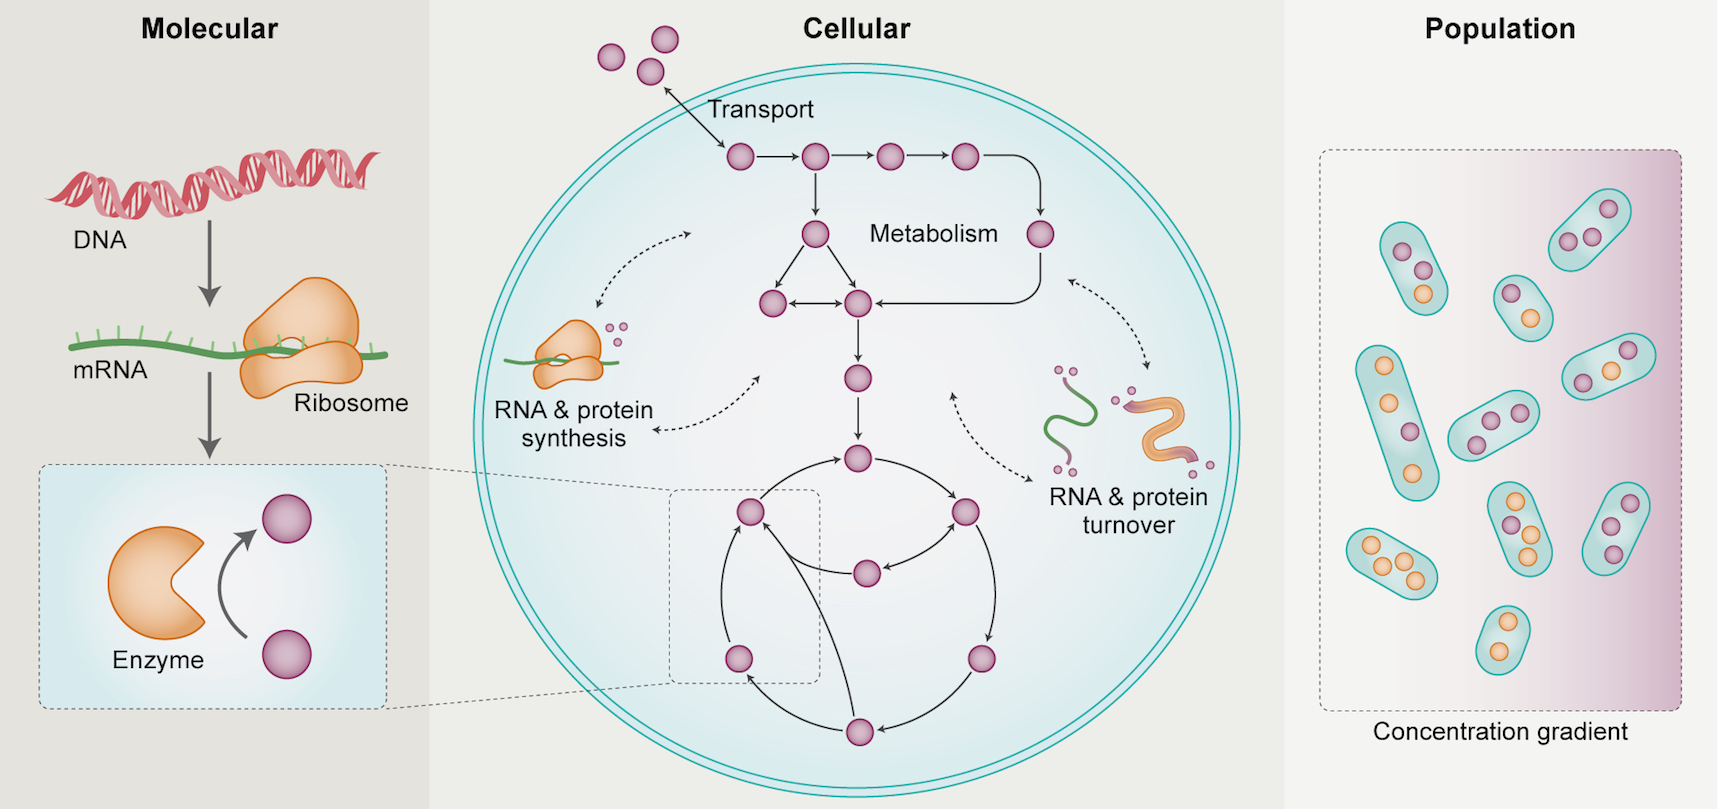 Molecular
Cellular
Population
Transport
DNA
Metabolism
mRNA
Ribosome
RNA & protein
synthesis
RNA & protein
turnover
Enzyme
Concentration gradient